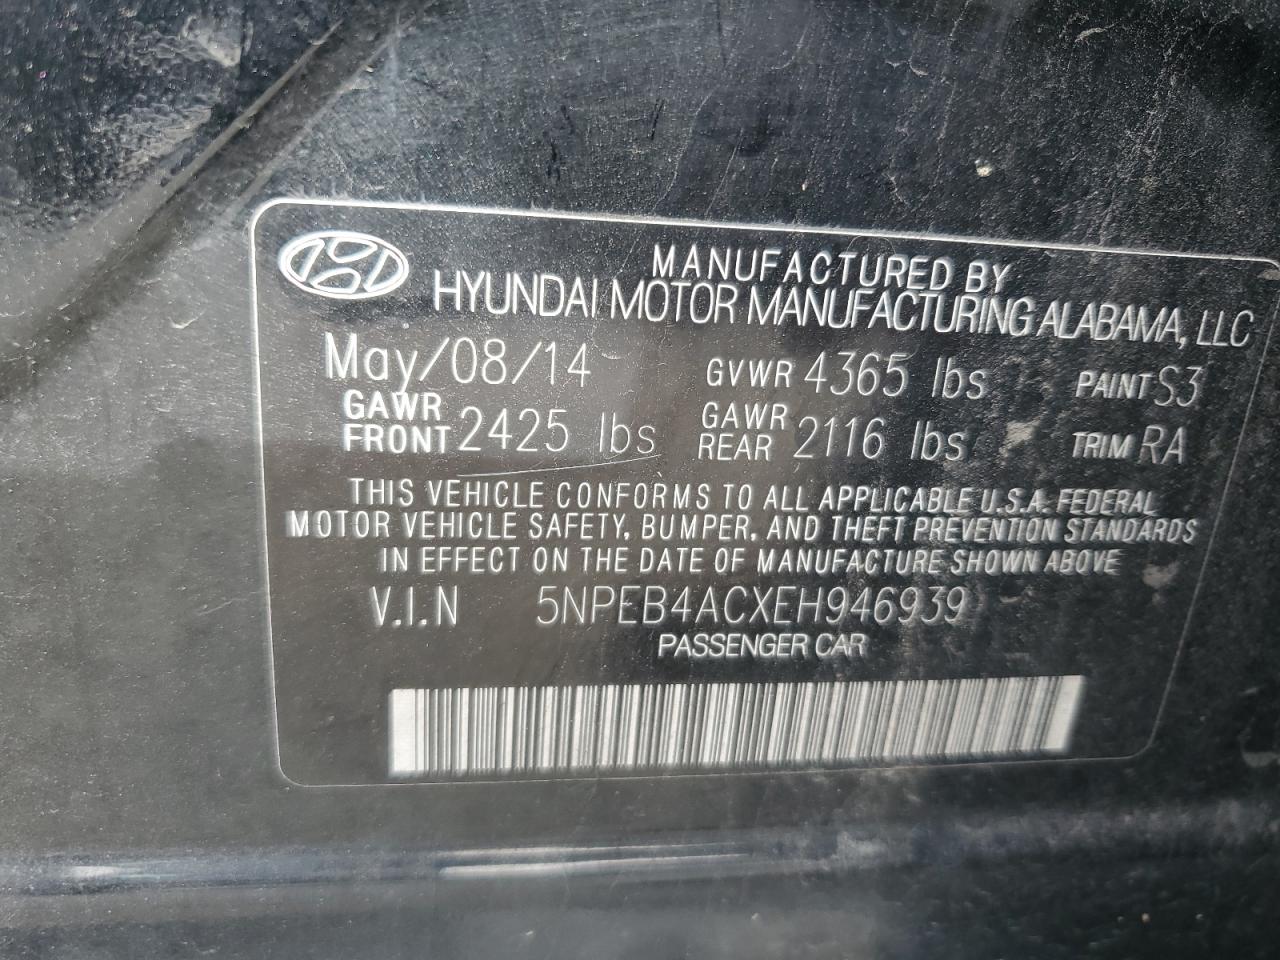 MANUFACTURED BY
HYUNDAI MOTOR MANUFACTURING ALABAMA, LLC
May/08/14 GVWR 4365 lbs PAINT S3
GAWR FRONT 2425 lbs GAWR REAR 2116 lbs TRIM RA
THIS VEHICLE CONFORMS TO ALL APPLICABLE U.S.A. FEDERAL
MOTOR VEHICLE SAFETY, BUMPER, AND THEFT PREVENTION STANDARDS
IN EFFECT ON THE DATE OF MANUFACTURE SHOWN ABOVE
V.I.N 5NPEB4ACXEH946939
PASSENGER CAR